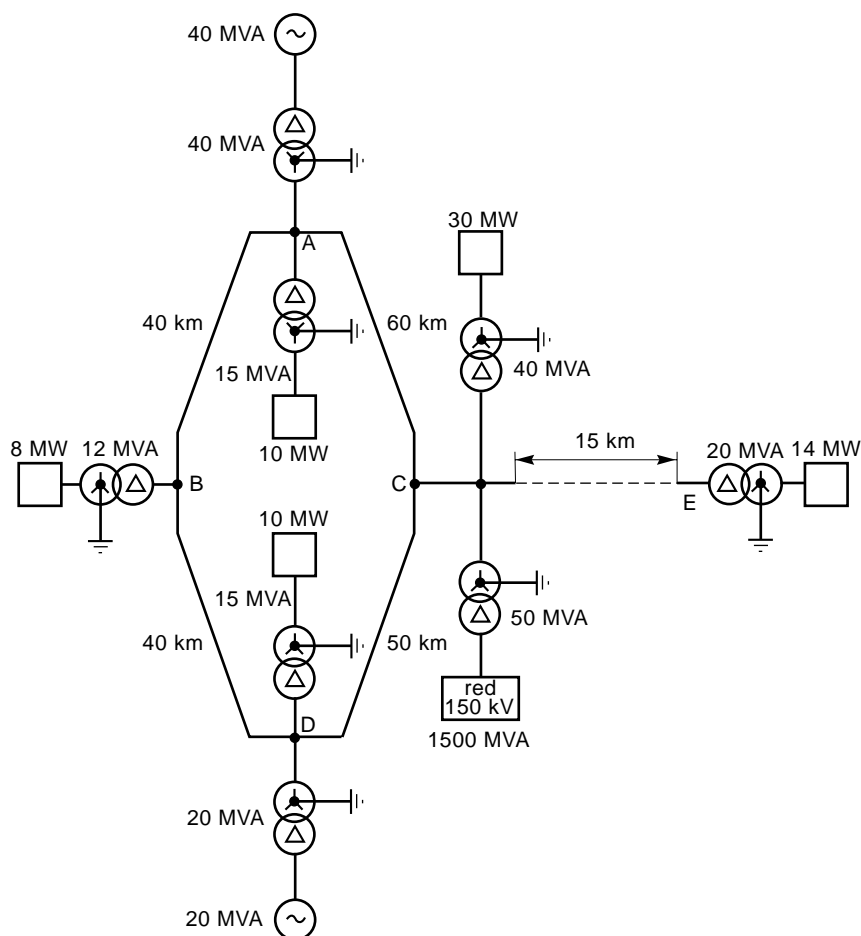 40 MVA
40 MVA
A
30 MW
40 km
60 km
15 MVA
10 MW
40 MVA
8 MW
12 MVA
B
C
15 km
20 MVA
14 MW
E
10 MW
15 MVA
40 km
50 km
50 MVA
red
150 kV
1500 MVA
D
20 MVA
20 MVA